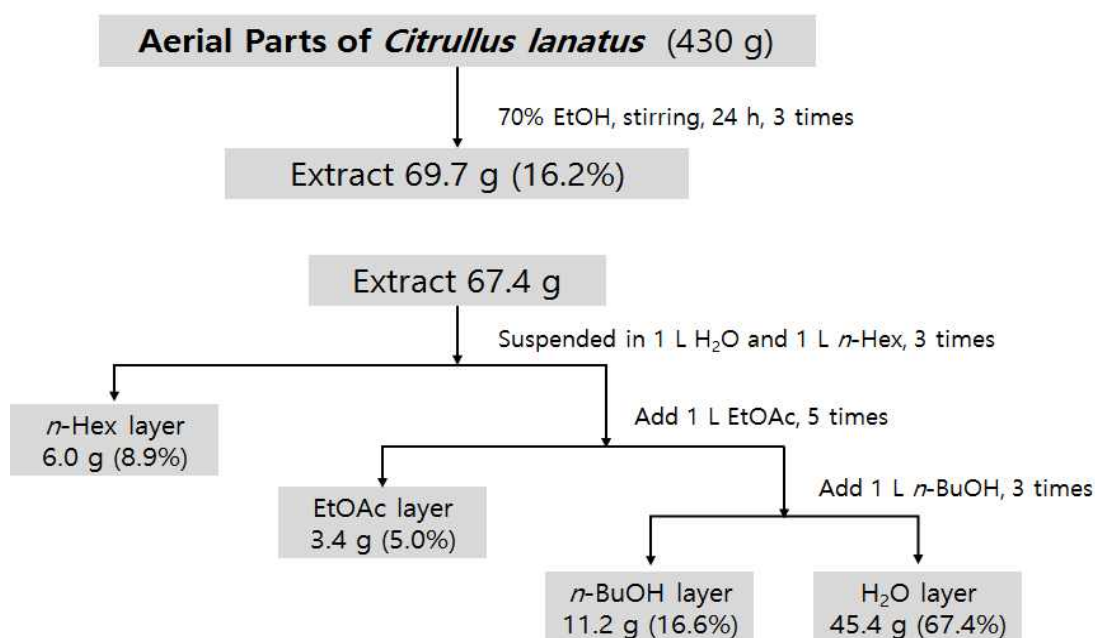 Aerial Parts of Citrullus lanatus (430 g)
70% EtOH, stirring, 24 h, 3 times
Extract 69.7 g (16.2%)
Extract 67.4 g
Suspended in 1 L H₂O and 1 L n-Hex, 3 times
n-Hex layer
6.0 g (8.9%)
Add 1 L EtOAc, 5 times
EtOAc layer
3.4 g (5.0%)
Add 1 L n-BuOH, 3 times
n-BuOH layer
11.2 g (16.6%)
H₂O layer
45.4 g (67.4%)